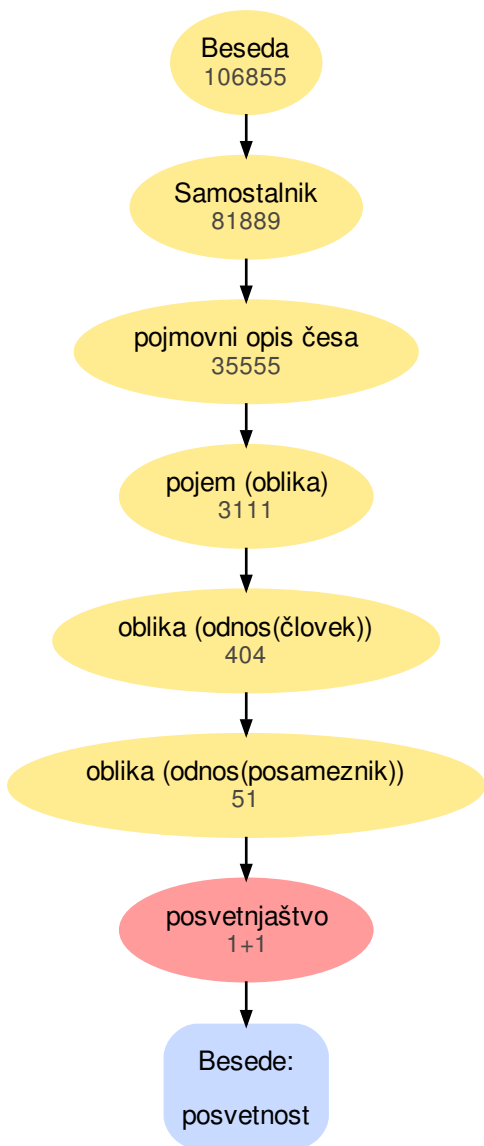 Beseda
106855
Samostalnik
81889
pojmovni opis česa
35555
pojem (oblika)
3111
oblika (odnos(človek))
404
oblika (odnos(posameznik))
51
posvetnjaštvo
1+1
Besede:
posvetnost